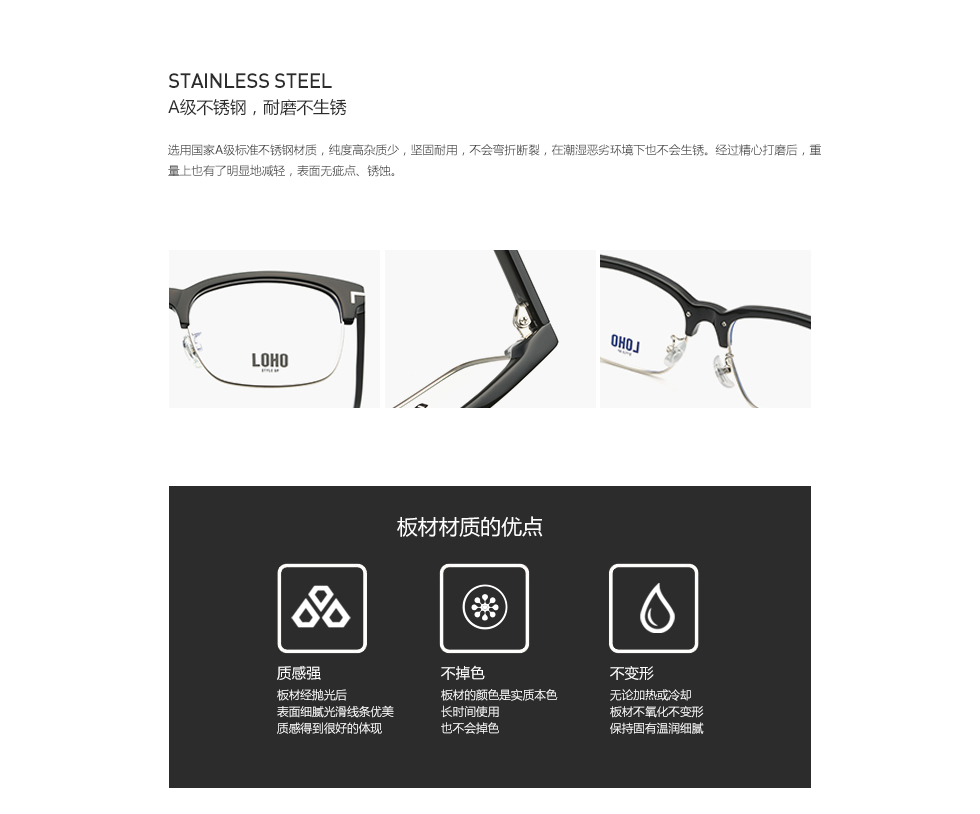 STAINLESS STEEL
A级不锈钢，耐磨不生锈
选用国家A级标准不锈钢材质，纯度高杂质少，坚固耐用，不会弯折断裂，在潮湿恶劣环境下也不会生锈。经过精心打磨后，重
量上也有了明显地减轻，表面无疵点、锈蚀。
LOHO
STYLE UP
LOHO
板材材质的优点
质感强
板材经抛光后
表面细腻光滑线条优美
质感得到很好的体现
不掉色
板材的颜色是实质本色
长时间使用
也不会掉色
不变形
无论加热或冷却
板材不氧化不变形
保持固有温润细腻